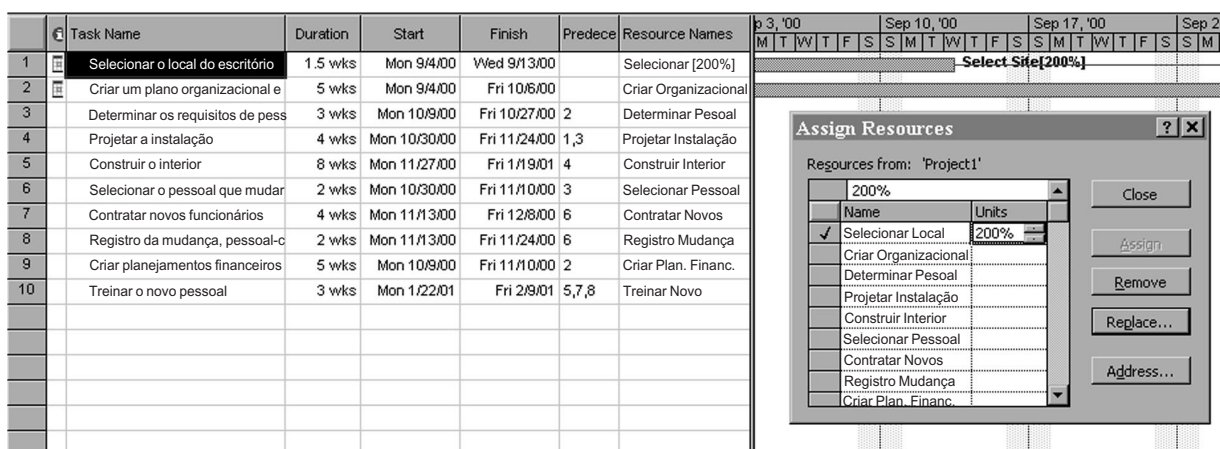 Task Name Duration Start Finish Predece Resource Names
p 3, '00 Sep 10, '00 Sep 17, '00 Sep 2
M T W T F S S M T W T F S S M T W T F S S M
1 Selecionar o local do escritório 1.5 wks Mon 9/4/00 Wed 9/13/00 Selecionar [200%] Select Site[200%]
2 Criar um plano organizacional e 5 wks Mon 9/4/00 Fri 10/6/00 Criar Organizacional
3 Determinar os requisitos de pess 3 wks Mon 10/9/00 Fri 10/27/00 2 Determinar Pesoal
4 Projetar a instalação 4 wks Mon 10/30/00 Fri 11/24/00 1,3 Projetar Instalação
5 Construir o interior 8 wks Mon 11/27/00 Fri 1/19/01 4 Construir Interior
6 Selecionar o pessoal que mudar 2 wks Mon 10/30/00 Fri 11/10/00 3 Selecionar Pessoal
7 Contratar novos funcionários 4 wks Mon 11/13/00 Fri 12/8/00 6 Contratar Novos
8 Registro da mudança, pessoal-c 2 wks Mon 11/13/00 Fri 11/24/00 6 Registro Mudança
9 Criar planejamentos financeiros 5 wks Mon 10/9/00 Fri 11/10/00 2 Criar Plan. Financ.
10 Treinar o novo pessoal 3 wks Mon 1/22/01 Fri 2/9/01 5,7,8 Treinar Novo
Assign Resources
Resources from: 'Project1'
200%
Name Units
Selecionar Local 200%
Criar Organizacional
Determinar Pesoal
Projetar Instalação
Construir Interior
Selecionar Pessoal
Contratar Novos
Registro Mudança
Criar Plan. Financ.
Close
Assign
Remove
Replace...
Address...